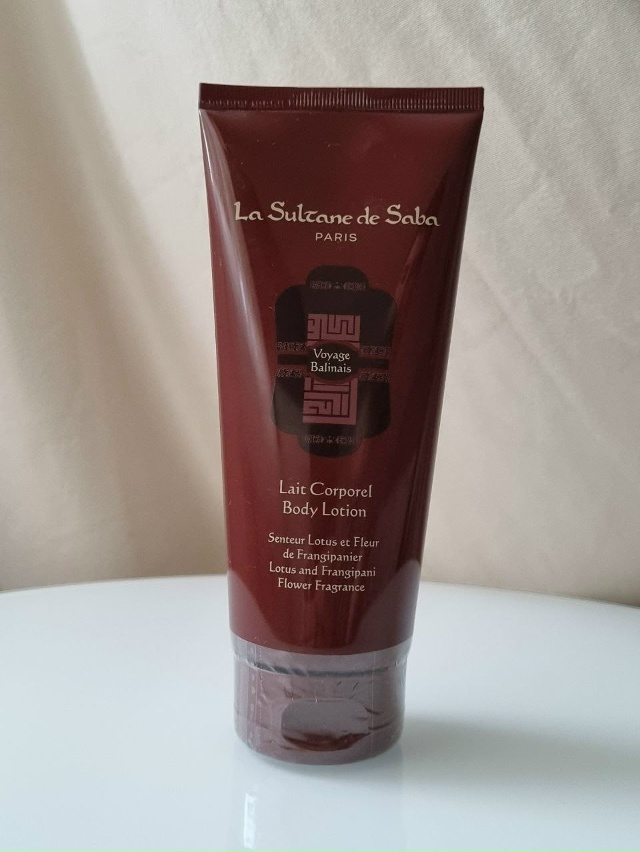 La Sultane de Saba
PARIS
Voyage
Balinais
Lait Corporel
Body Lotion
Senteur Lotus et Fleur
de Frangipanier
Lotus and Frangipani
Flower Fragrance